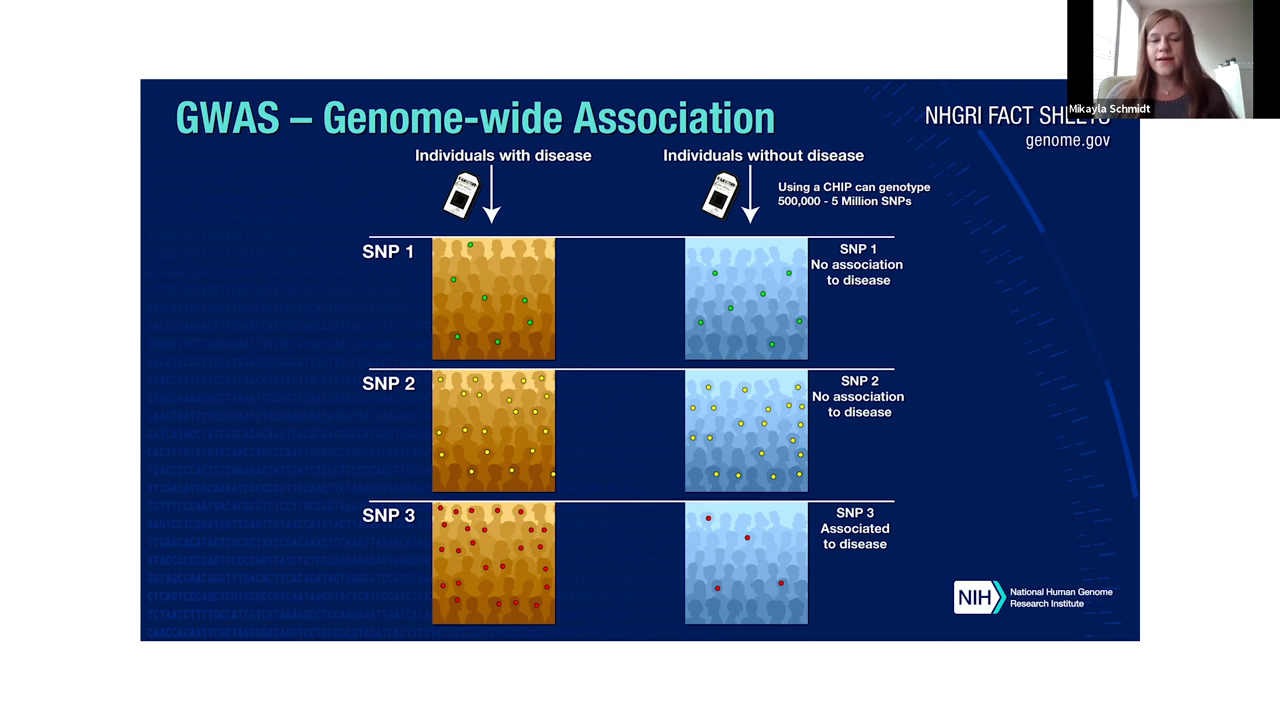 GWAS – Genome-wide Association
NHGRI FACT SHEETS
genome.gov
Mikayla Schmidt
Individuals with disease
Individuals without disease
Using a CHIP can genotype
500,000 - 5 Million SNPs
SNP 1
SNP 1
No association
to disease
SNP 2
SNP 2
No association
to disease
SNP 3
SNP 3
Associated
to disease
NIH
National Human Genome
Research Institute